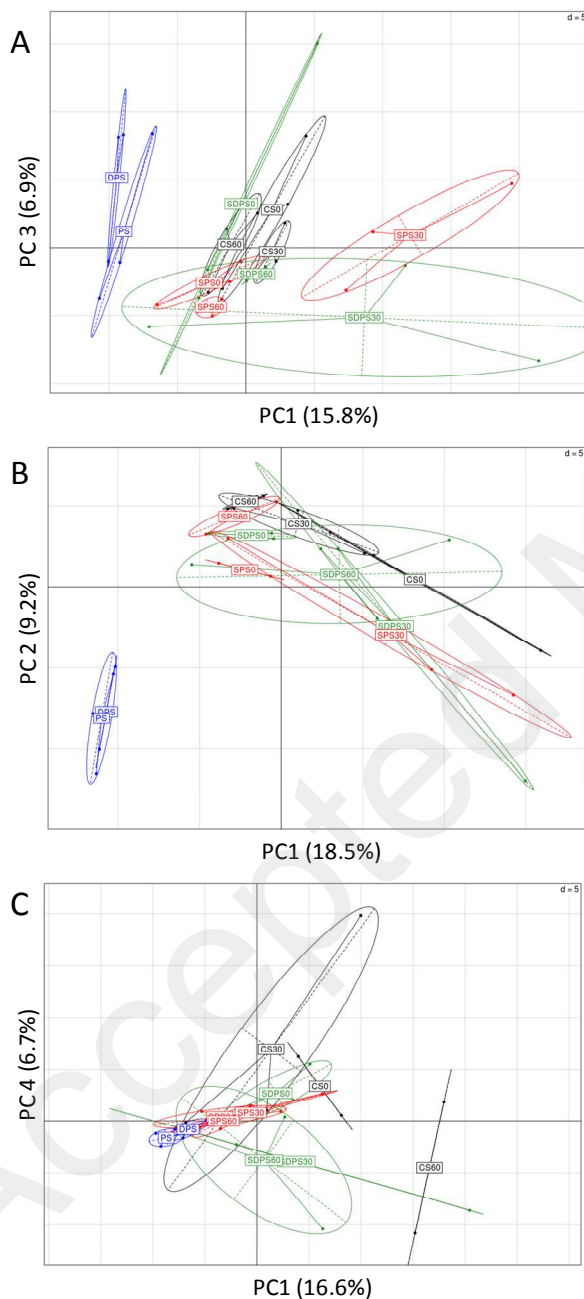 A
d = 5
DPS
SDPS0
CS0
PS
CS60
SPS30
CS30
SDPS60
SPS0
SPS60
SDPS30
PC 3 (6.9%)
PC1 (15.8%)
B
d = 5
CS60
SPS60
CS30
SDPS0
SPS0
SDPS60
CS0
SDPS30
SPS30
DPS
PS
PC 2 (9.2%)
PC1 (18.5%)
C
d = 5
CS30
SDPS0
CS0
SPS30
SPS60
DPS
PS
SDPS60
SDPS30
CS60
PC 4 (6.7%)
PC1 (16.6%)
Accepted